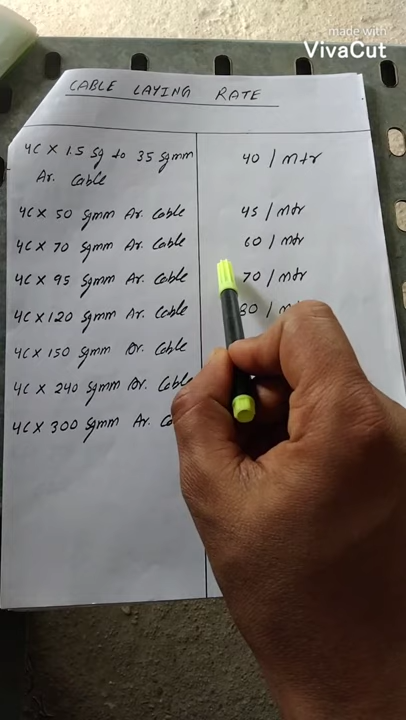 made with
VivaCut
CABLE LAYING RATE
4C X 1.5 Sq to 35 Sqmm 40 / Mtr
Ar. Cable
4C X 50 Sqmm Ar. Cable 45 / Mtr
4C X 70 Sqmm Ar. Cable 60 / Mtr
4C X 95 Sqmm Ar. Cable 70 / Mtr
4C X 120 Sqmm Ar. Cable 80 /
4C X 150 Sqmm Ar. Cable
4C X 240 Sqmm Ar. Cable
4C X 300 Sqmm Ar.